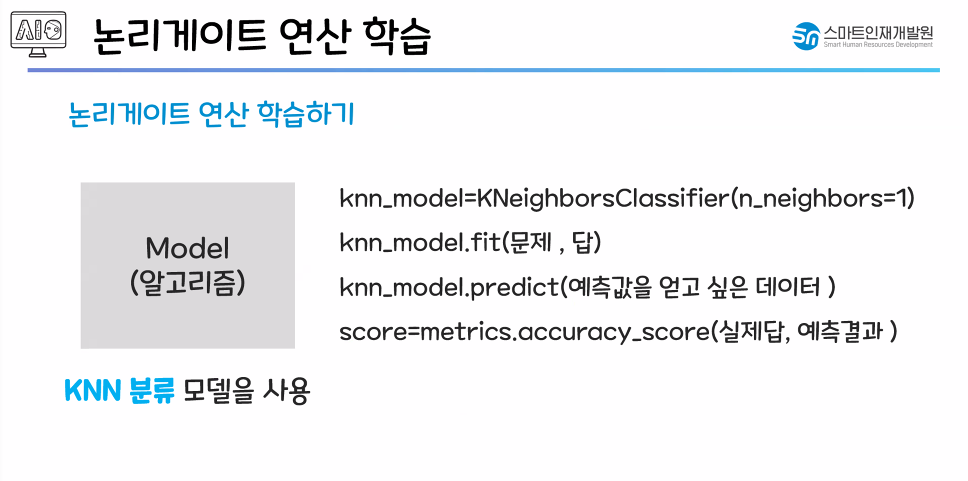 AI
논리게이트 연산 학습
스마트인재개발원
Smart Human Resources Development
논리게이트 연산 학습하기
Model
(알고리즘)
knn_model=KNeighborsClassifier(n_neighbors=1)
knn_model.fit(문제 , 답)
knn_model.predict(예측값을 얻고 싶은 데이터 )
score=metrics.accuracy_score(실제답, 예측결과 )
KNN 분류 모델을 사용